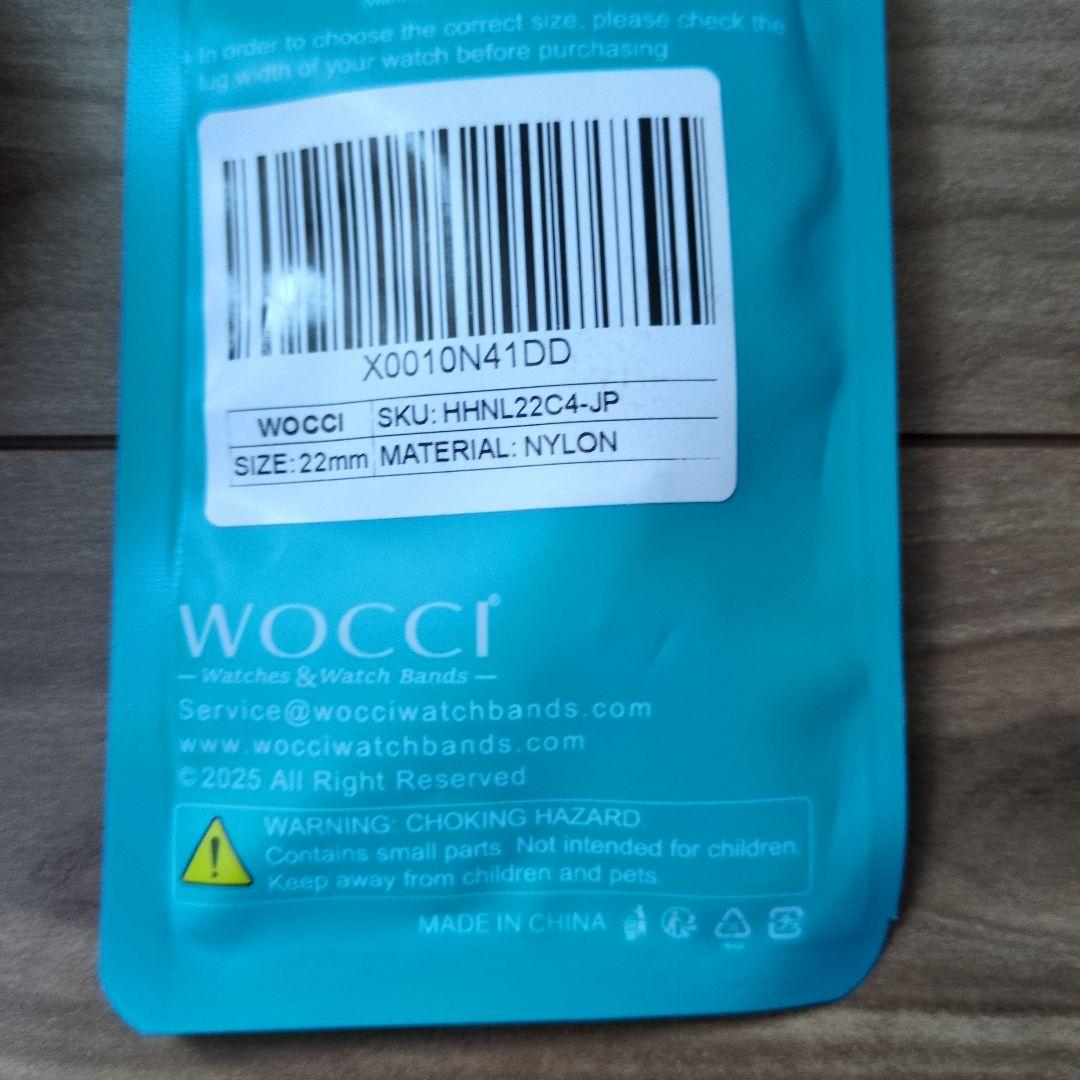 In order to choose the correct size, please check the
lug width of your watch before purchasing
X0010N41DD
WOCCI SKU: HHNL22C4-JP
SIZE: 22mm MATERIAL: NYLON
WOCCI®
— Watches & Watch Bands —
Service@wocciwatchbands.com
www.wocciwatchbands.com
©2025 All Right Reserved
WARNING: CHOKING HAZARD.
Contains small parts. Not intended for children.
Keep away from children and pets.
MADE IN CHINA